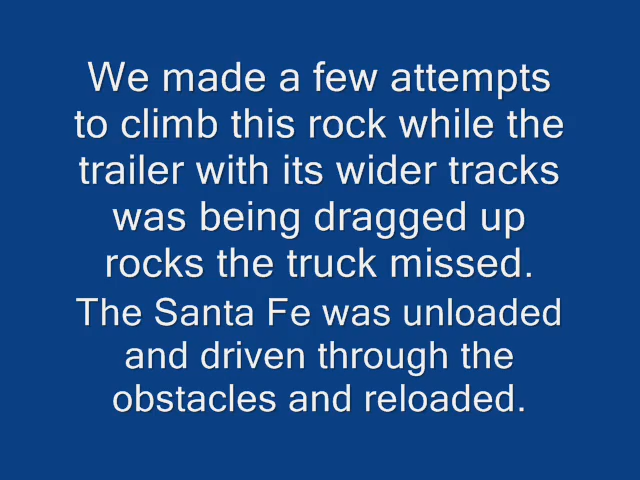 We made a few attempts
to climb this rock while the
trailer with its wider tracks
was being dragged up
rocks the truck missed.
The Santa Fe was unloaded
and driven through the
obstacles and reloaded.